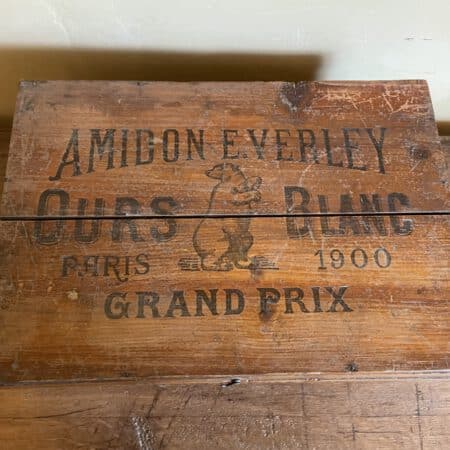 AMIDON E. VERLEY
OURS BLANC
PARIS 1900
GRAND PRIX